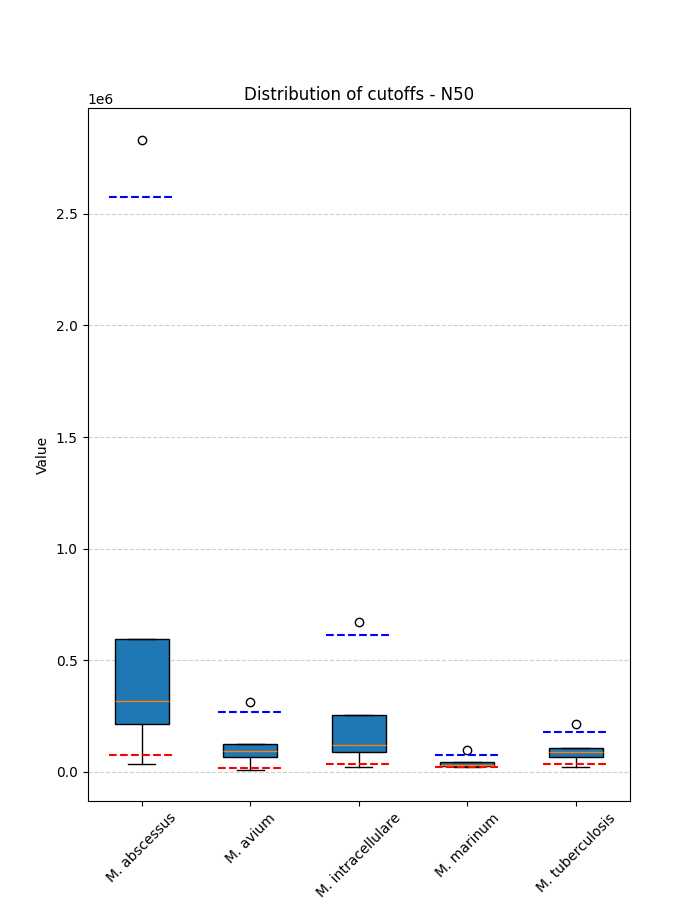 Distribution of cutoffs - N50
1e6
2.5
2.0
1.5
1.0
0.5
0.0
Value
M. abscessus
M. avium
M. intracellulare
M. marinum
M. tuberculosis